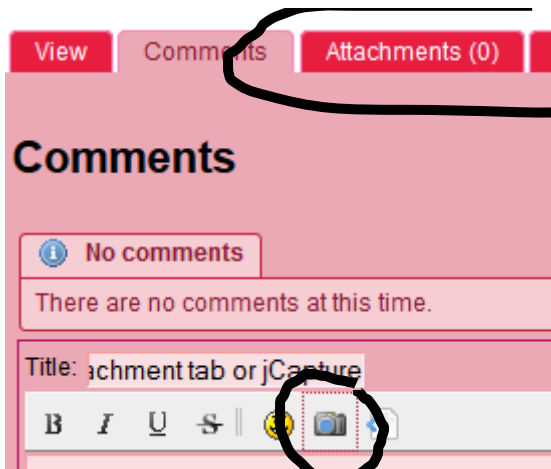 View Comments Attachments (0)
Comments
No comments
There are no comments at this time.
Title: achment tab or jCapture
B I U S